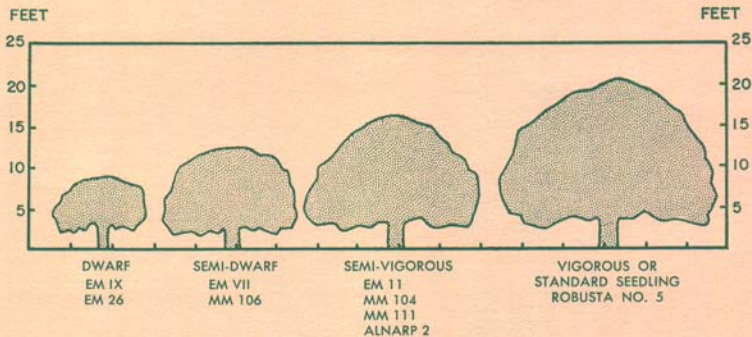 FEET FEET
25 25
20 20
15 15
10 10
5 5
DWARF
EM IX
EM 26
SEMI-DWARF
EM VII
MM 106
SEMI-VIGOROUS
EM 11
MM 104
MM 111
ALNARP 2
VIGOROUS OR
STANDARD SEEDLING
ROBUSTA NO. 5